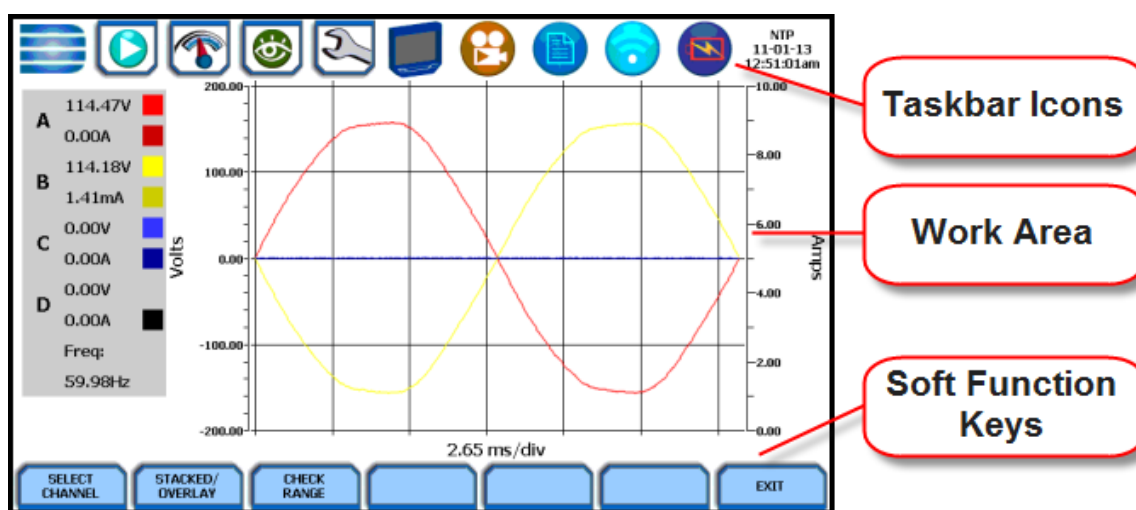 NTP
11-01-13
12:51:01am
Taskbar Icons
A
114.47V
0.00A
B
114.18V
1.41mA
C
0.00V
0.00A
D
0.00V
0.00A
Freq:
59.98Hz
Volts
200.00
100.00
0.00
-100.00
-200.00
10.00
8.00
6.00
4.00
2.00
0.00
Amps
2.65 ms/div
Work Area
Soft Function
Keys
SELECT
CHANNEL
STACKED/
OVERLAY
CHECK
RANGE
EXIT